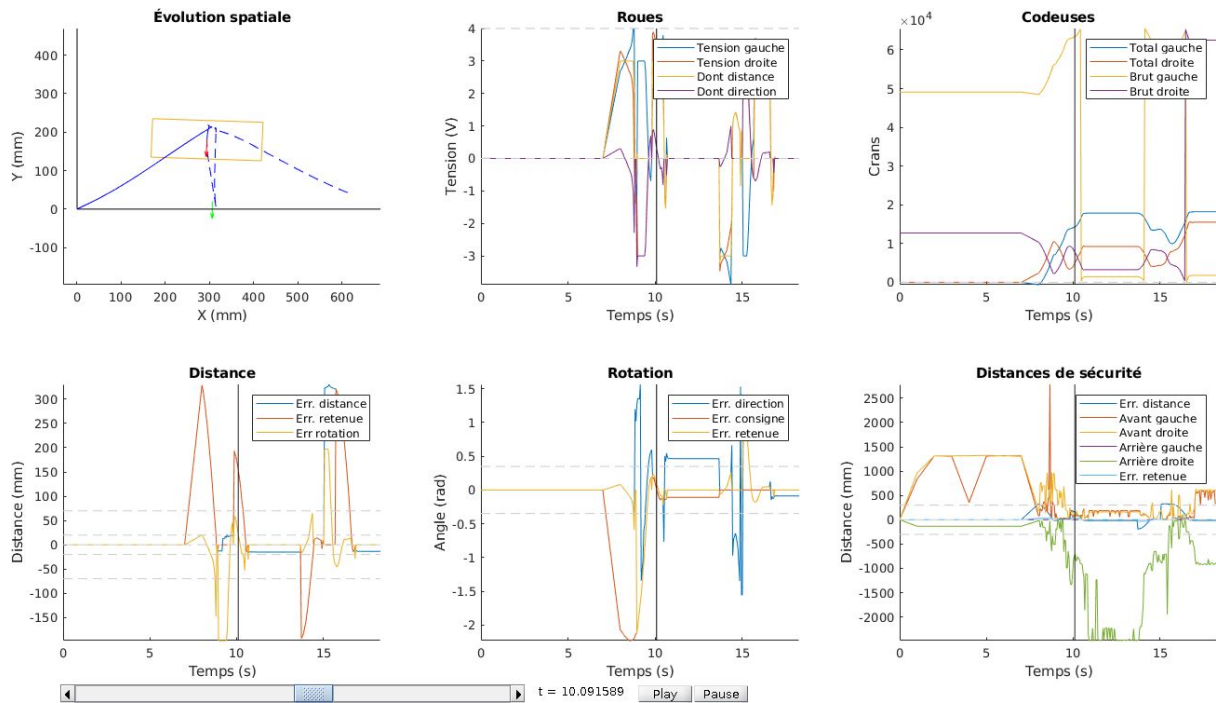 Évolution spatiale
Y (mm)
400
300
200
100
0
-100
0 100 200 300 400 500 600
X (mm)
Roues
Tension (V)
4
3
2
1
0
-1
-2
-3
0 5 10 15
Temps (s)
Tension gauche
Tension droite
Dont distance
Dont direction
Codeuses
×10⁴
Crans
6
5
4
3
2
1
0
0 5 10 15
Temps (s)
Total gauche
Total droite
Brut gauche
Brut droite
Distance
Distance (mm)
300
250
200
150
100
50
0
-50
-100
-150
0 5 10 15
Temps (s)
Err. distance
Err. retenue
Err rotation
Rotation
Angle (rad)
1.5
1
0.5
0
-0.5
-1
-1.5
-2
0 5 10 15
Temps (s)
Err. direction
Err. consigne
Err. retenue
Distances de sécurité
Distance (mm)
2500
2000
1500
1000
500
0
-500
-1000
-1500
-2000
0 5 10 15
Temps (s)
Err. distance
Avant gauche
Avant droite
Arrière gauche
Arrière droite
Err. retenue
t = 10.091589
Play
Pause